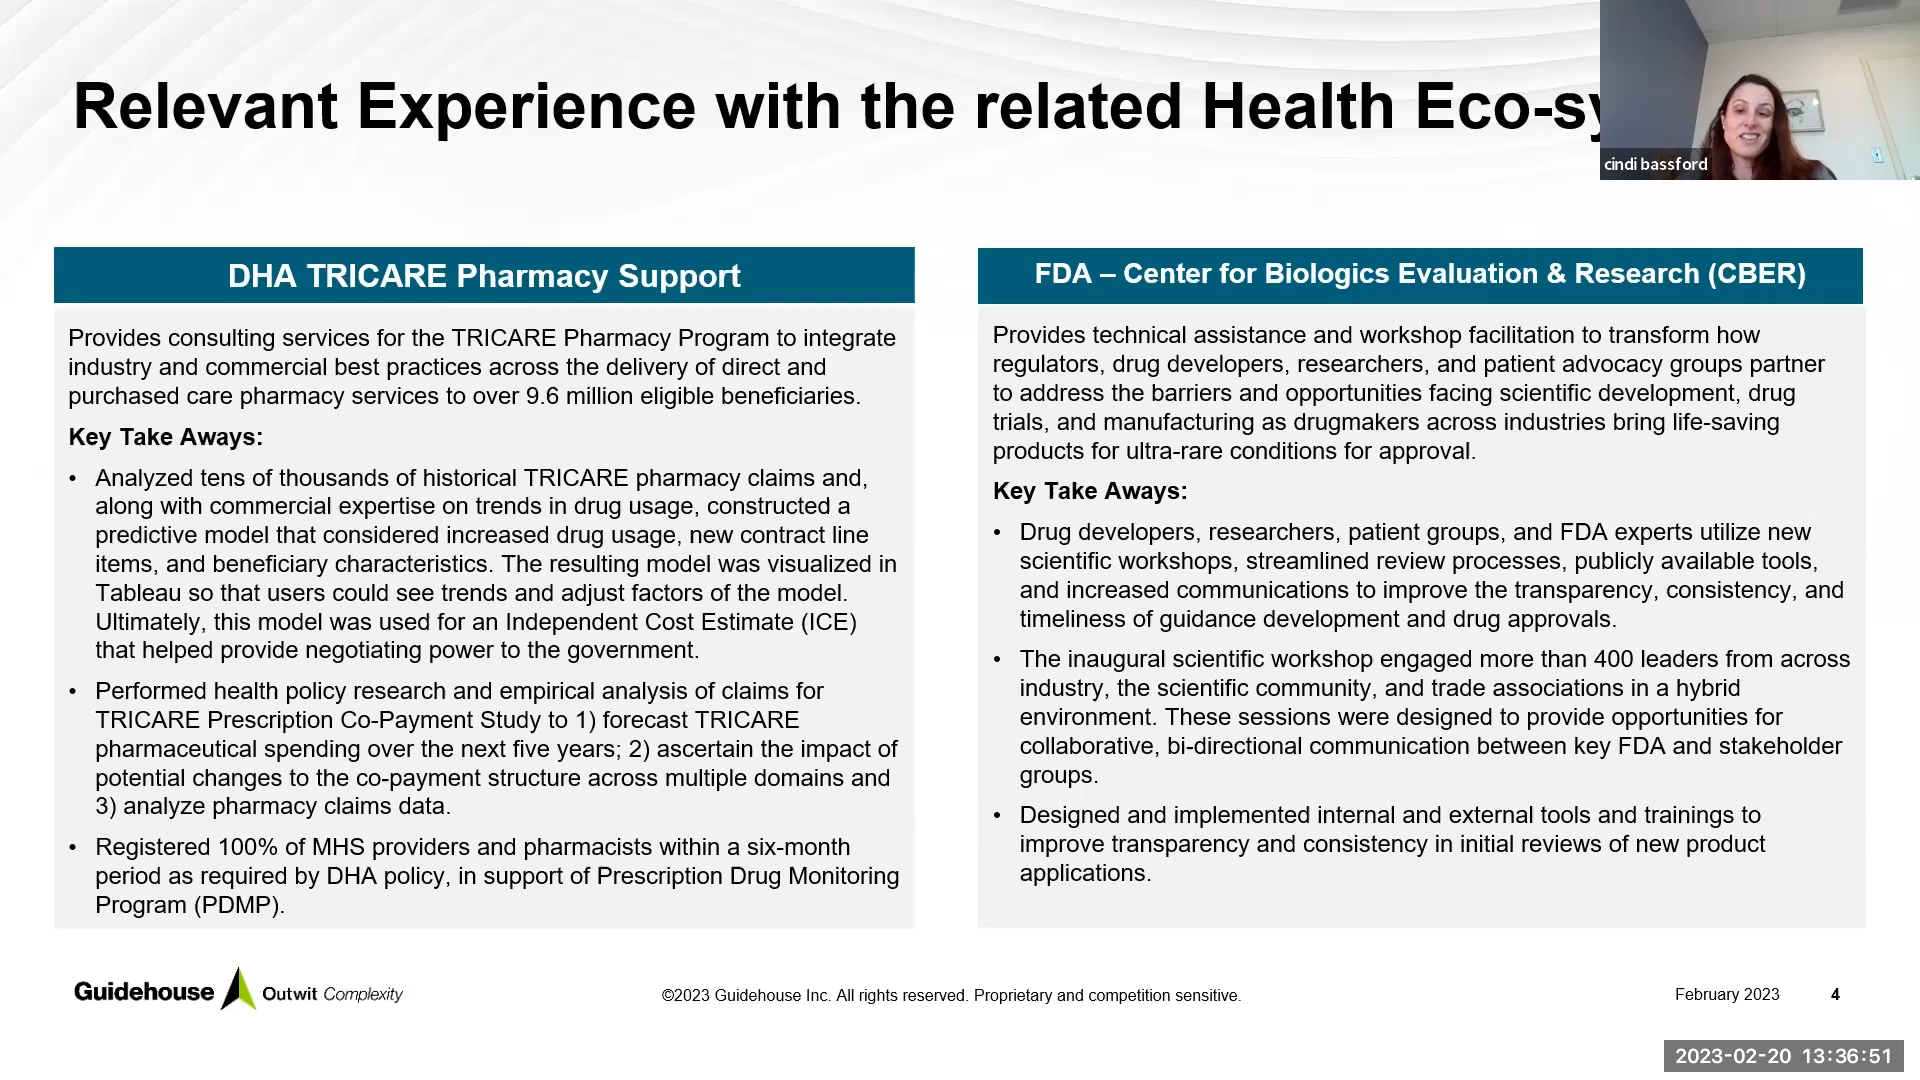 Relevant Experience with the related Health Eco-sy
cindi bassford
DHA TRICARE Pharmacy Support
Provides consulting services for the TRICARE Pharmacy Program to integrate
industry and commercial best practices across the delivery of direct and
purchased care pharmacy services to over 9.6 million eligible beneficiaries.
Key Take Aways:
• Analyzed tens of thousands of historical TRICARE pharmacy claims and,
along with commercial expertise on trends in drug usage, constructed a
predictive model that considered increased drug usage, new contract line
items, and beneficiary characteristics. The resulting model was visualized in
Tableau so that users could see trends and adjust factors of the model.
Ultimately, this model was used for an Independent Cost Estimate (ICE)
that helped provide negotiating power to the government.
• Performed health policy research and empirical analysis of claims for
TRICARE Prescription Co-Payment Study to 1) forecast TRICARE
pharmaceutical spending over the next five years; 2) ascertain the impact of
potential changes to the co-payment structure across multiple domains and
3) analyze pharmacy claims data.
• Registered 100% of MHS providers and pharmacists within a six-month
period as required by DHA policy, in support of Prescription Drug Monitoring
Program (PDMP).
FDA – Center for Biologics Evaluation & Research (CBER)
Provides technical assistance and workshop facilitation to transform how
regulators, drug developers, researchers, and patient advocacy groups partner
to address the barriers and opportunities facing scientific development, drug
trials, and manufacturing as drugmakers across industries bring life-saving
products for ultra-rare conditions for approval.
Key Take Aways:
• Drug developers, researchers, patient groups, and FDA experts utilize new
scientific workshops, streamlined review processes, publicly available tools,
and increased communications to improve the transparency, consistency, and
timeliness of guidance development and drug approvals.
• The inaugural scientific workshop engaged more than 400 leaders from across
industry, the scientific community, and trade associations in a hybrid
environment. These sessions were designed to provide opportunities for
collaborative, bi-directional communication between key FDA and stakeholder
groups.
• Designed and implemented internal and external tools and trainings to
improve transparency and consistency in initial reviews of new product
applications.
Guidehouse Outwit Complexity
©2023 Guidehouse Inc. All rights reserved. Proprietary and competition sensitive.
February 2023 4
2023-02-20 13:36:51